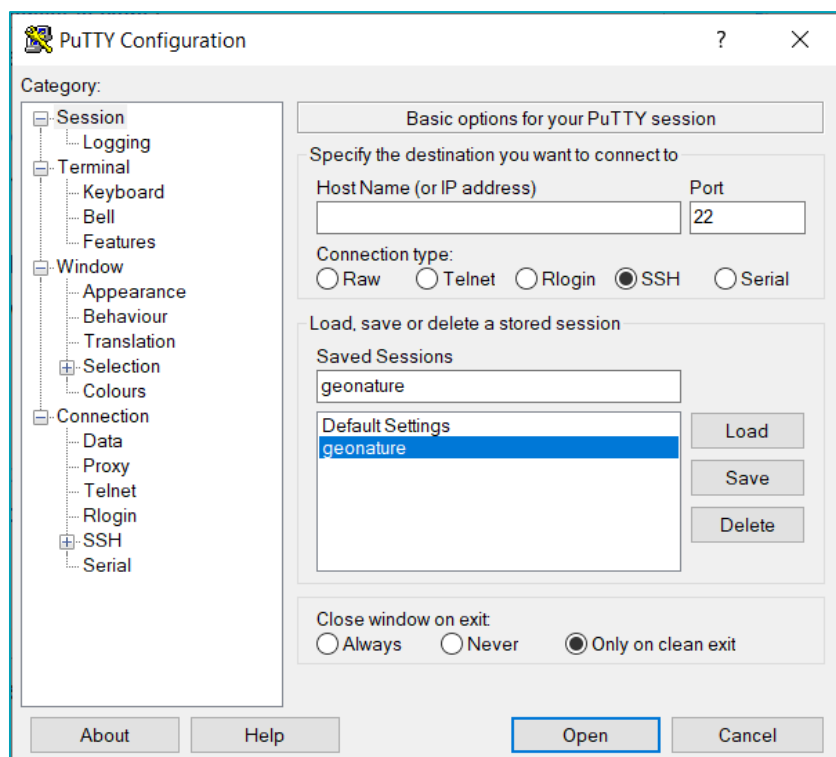 PuTTY Configuration
?
Category:
Session
Logging
Terminal
Keyboard
Bell
Features
Window
Appearance
Behaviour
Translation
Selection
Colours
Connection
Data
Proxy
Telnet
Rlogin
SSH
Serial
Basic options for your PuTTY session
Specify the destination you want to connect to
Host Name (or IP address) Port
22
Connection type:
Raw Telnet Rlogin SSH Serial
Load, save or delete a stored session
Saved Sessions
geonature
Default Settings
geonature
Load
Save
Delete
Close window on exit:
Always Never Only on clean exit
About Help Open Cancel